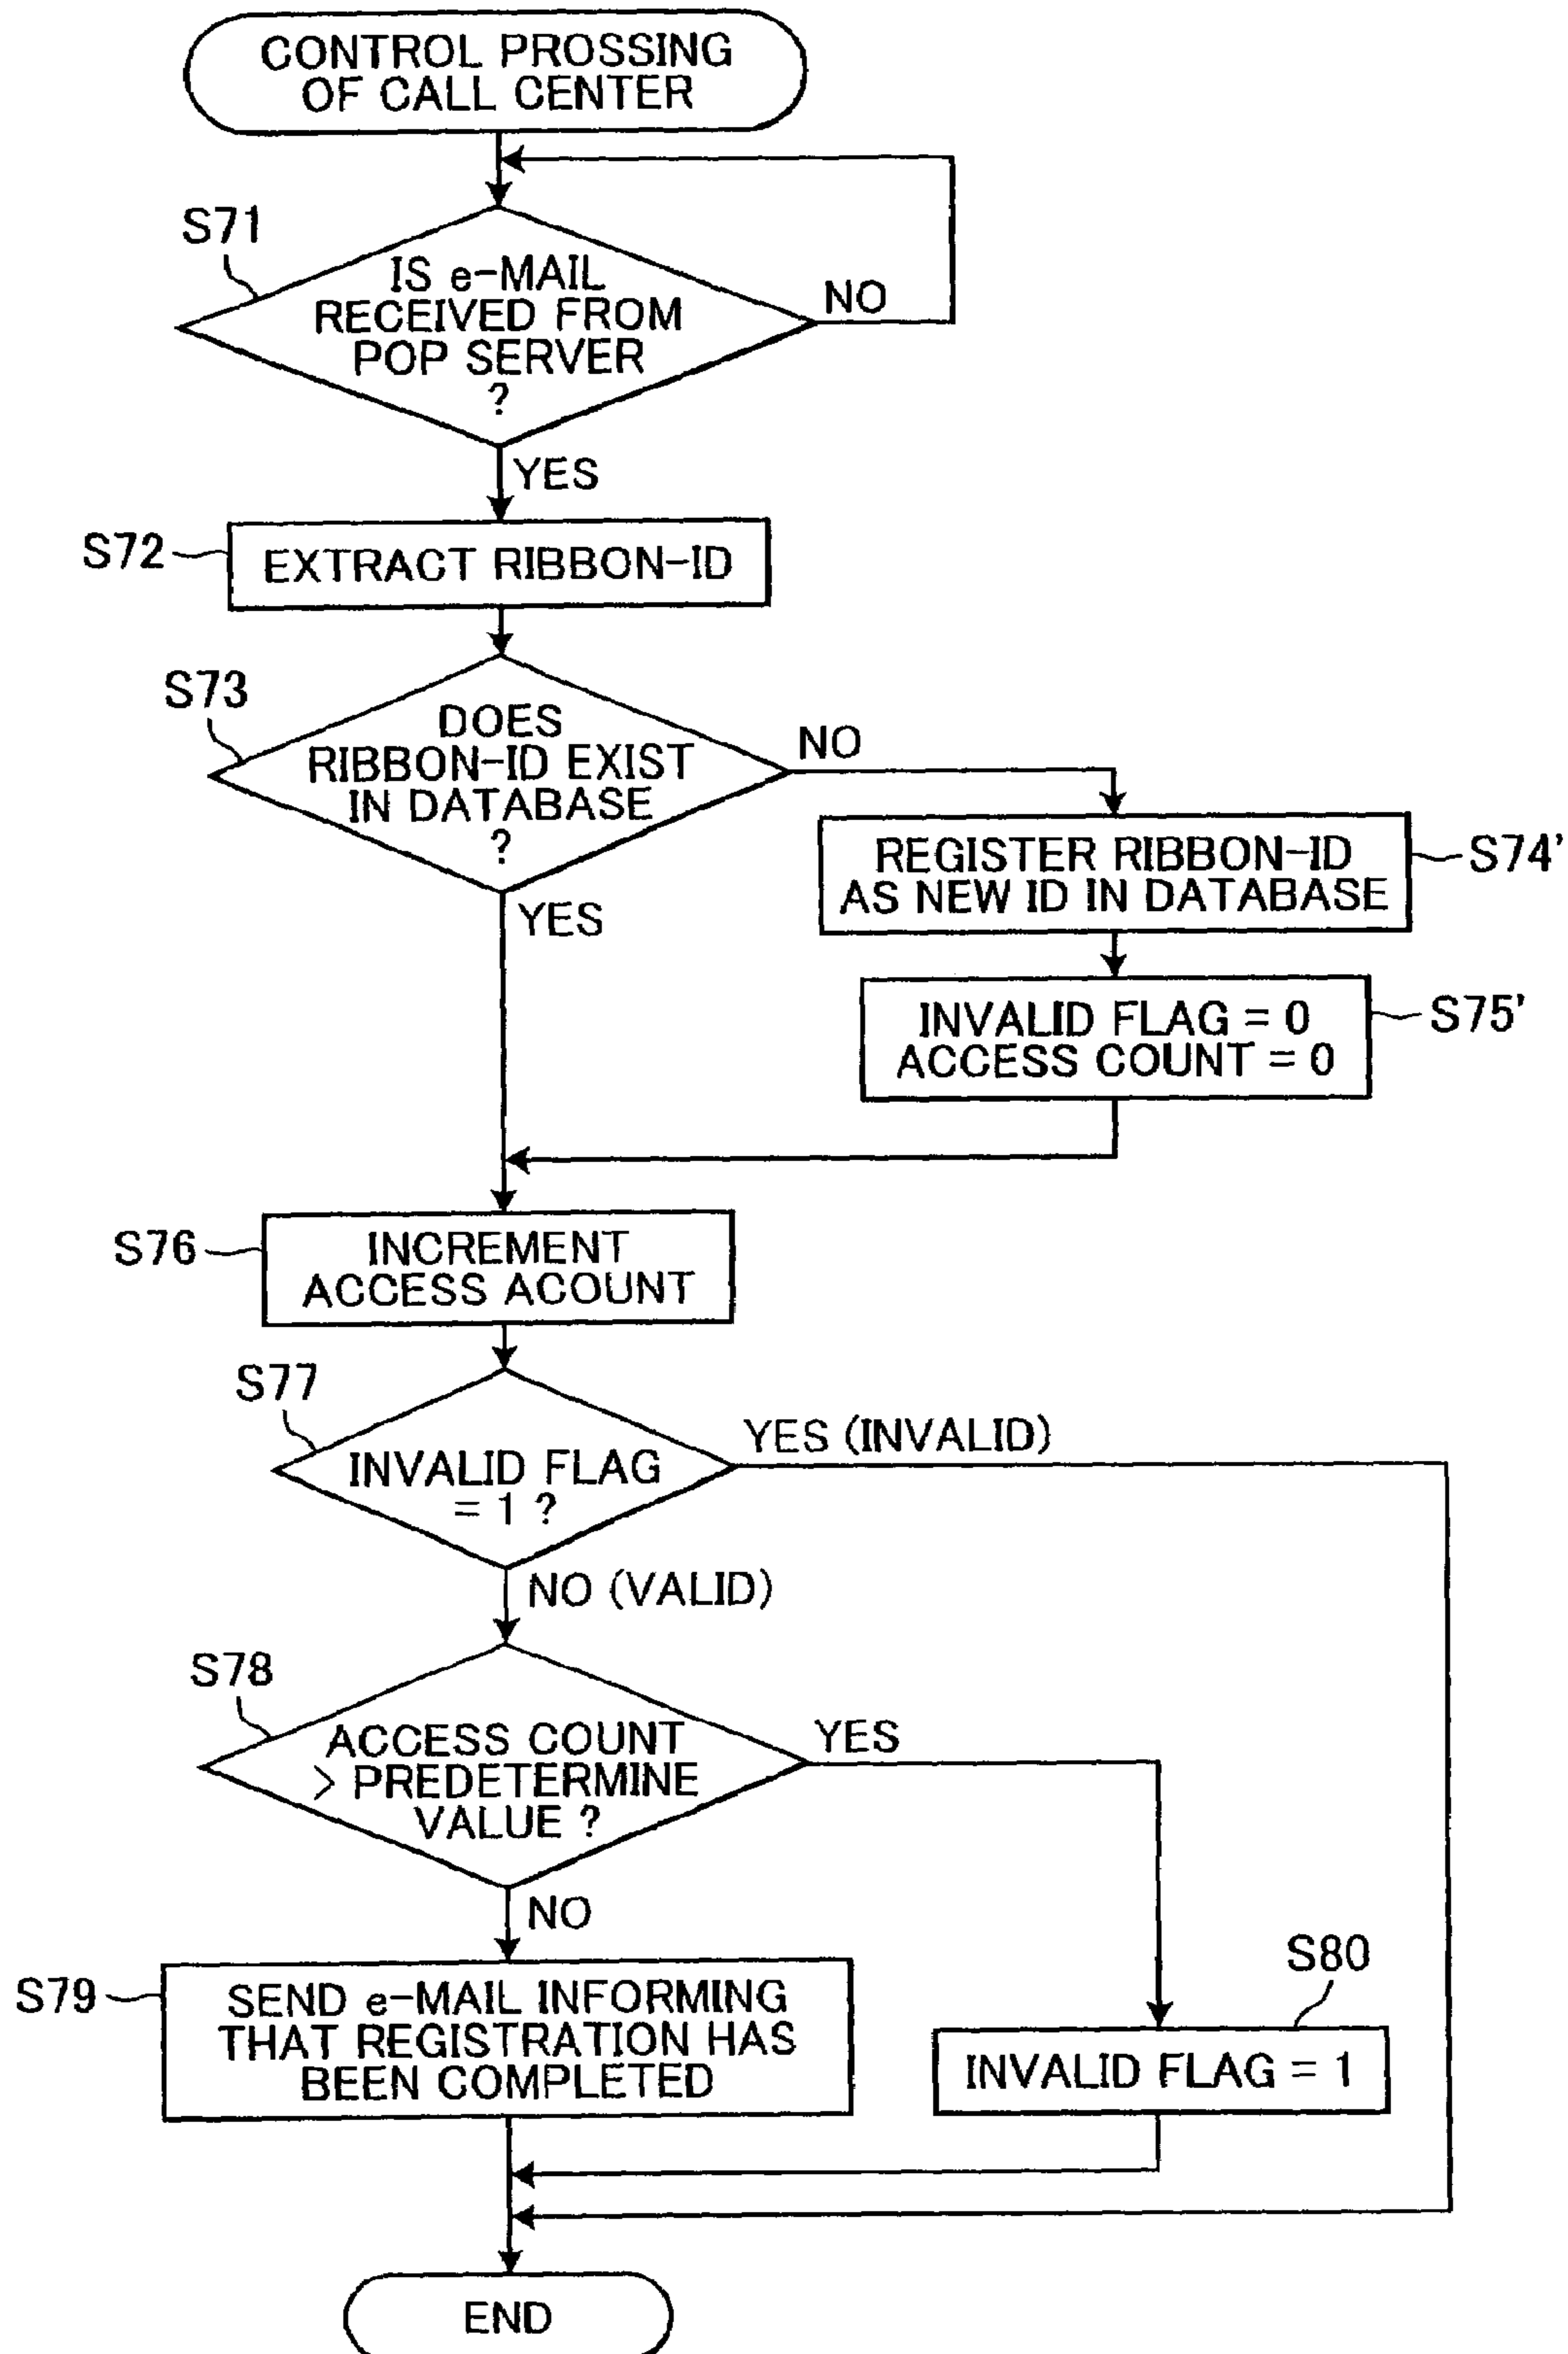 CONTROL PROSSING
OF CALL CENTER
S71
IS e-MAIL
RECEIVED FROM
POP SERVER
?
NO
YES
S72
EXTRACT RIBBON-ID
S73
DOES
RIBBON-ID EXIST
IN DATABASE
?
NO
YES
REGISTER RIBBON-ID
AS NEW ID IN DATABASE
S74'
INVALID FLAG = 0
ACCESS COUNT = 0
S75'
S76
INCREMENT
ACCESS ACOUNT
S77
INVALID FLAG
= 1 ?
YES (INVALID)
NO (VALID)
S78
ACCESS COUNT
> PREDETERMINE
VALUE ?
YES
NO
S79
SEND e-MAIL INFORMING
THAT REGISTRATION HAS
BEEN COMPLETED
S80
INVALID FLAG = 1
END